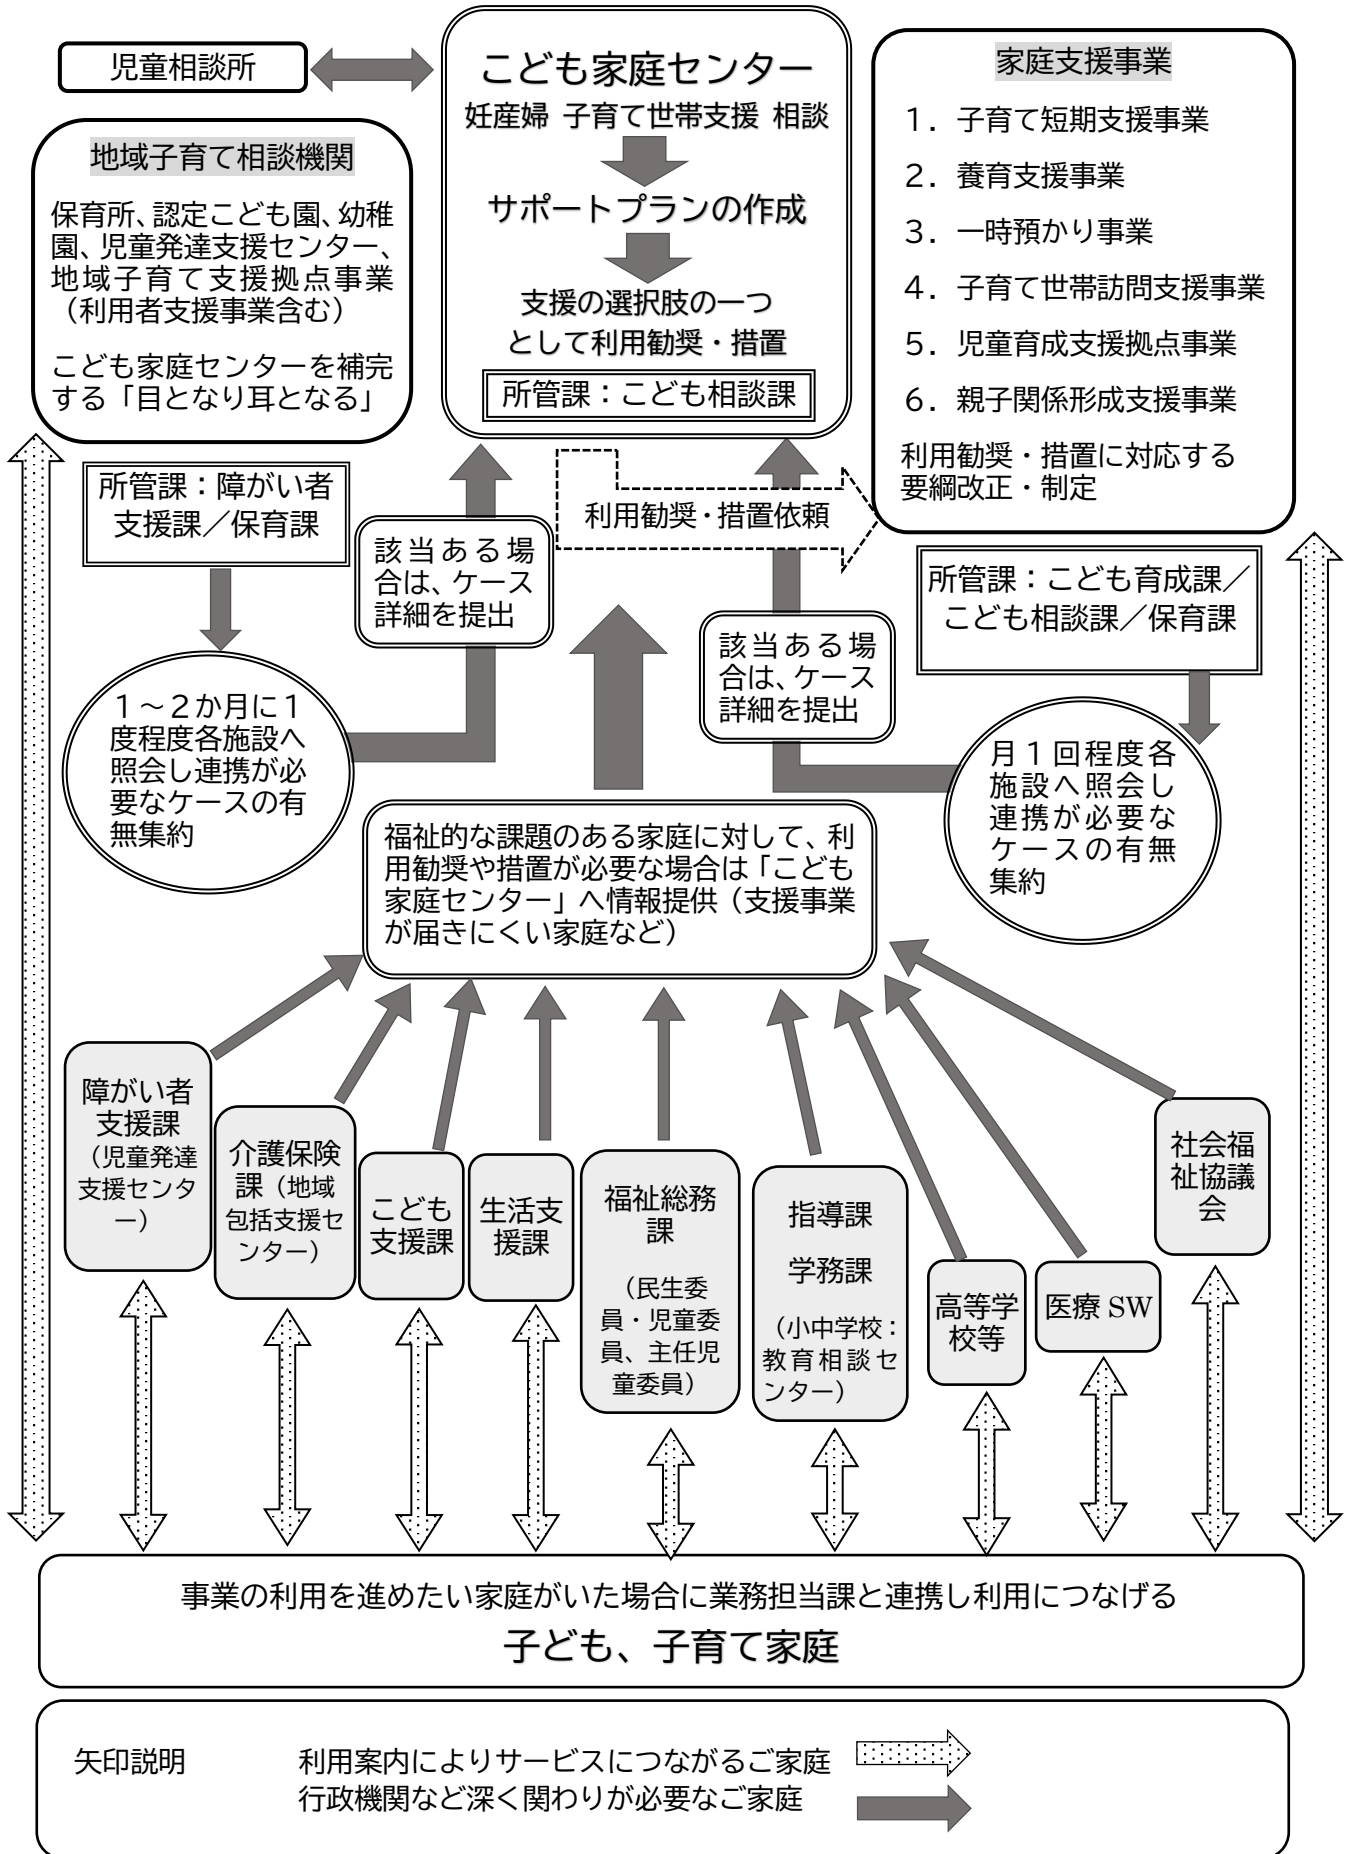 児童相談所
こども家庭センター
妊産婦 子育て世帯支援 相談
サポートプランの作成
支援の選択肢の一つ
として利用勧奨・措置
所管課：こども相談課
家庭支援事業
１．子育て短期支援事業
２．養育支援事業
３．一時預かり事業
４．子育て世帯訪問支援事業
５．児童育成支援拠点事業
６．親子関係形成支援事業
利用勧奨・措置に対応する
要綱改正・制定
地域子育て相談機関
保育所、認定こども園、幼稚
園、児童発達支援センター、
地域子育て支援拠点事業
（利用者支援事業含む）
こども家庭センターを補完
する「目となり耳となる」
所管課：障がい者
支援課／保育課
該当ある場
合は、ケース
詳細を提出
利用勧奨・措置依頼
該当ある場
合は、ケース
詳細を提出
所管課：こども育成課／
こども相談課／保育課
１～２か月に１
度程度各施設へ
照会し連携が必
要なケースの有
無集約
月１回程度各
施設へ照会し
連携が必要な
ケースの有無
集約
福祉的な課題のある家庭に対して、利
用勧奨や措置が必要な場合は「こども
家庭センター」へ情報提供（支援事業
が届きにくい家庭など）
障がい者
支援課
（児童発達
支援センタ
ー）
介護保険
課（地域
包括支援セ
ンター）
こども
支援課
生活支
援課
福祉総務
課
（民生委
員・児童委
員、主任児
童委員）
指導課
学務課
（小中学校：
教育相談セ
ンター）
高等学
校等
医療 SW
社会福
祉協議
会
事業の利用を進めたい家庭がいた場合に業務担当課と連携し利用につなげる
子ども、子育て家庭
矢印説明
利用案内によりサービスにつながるご家庭
行政機関など深く関わりが必要なご家庭